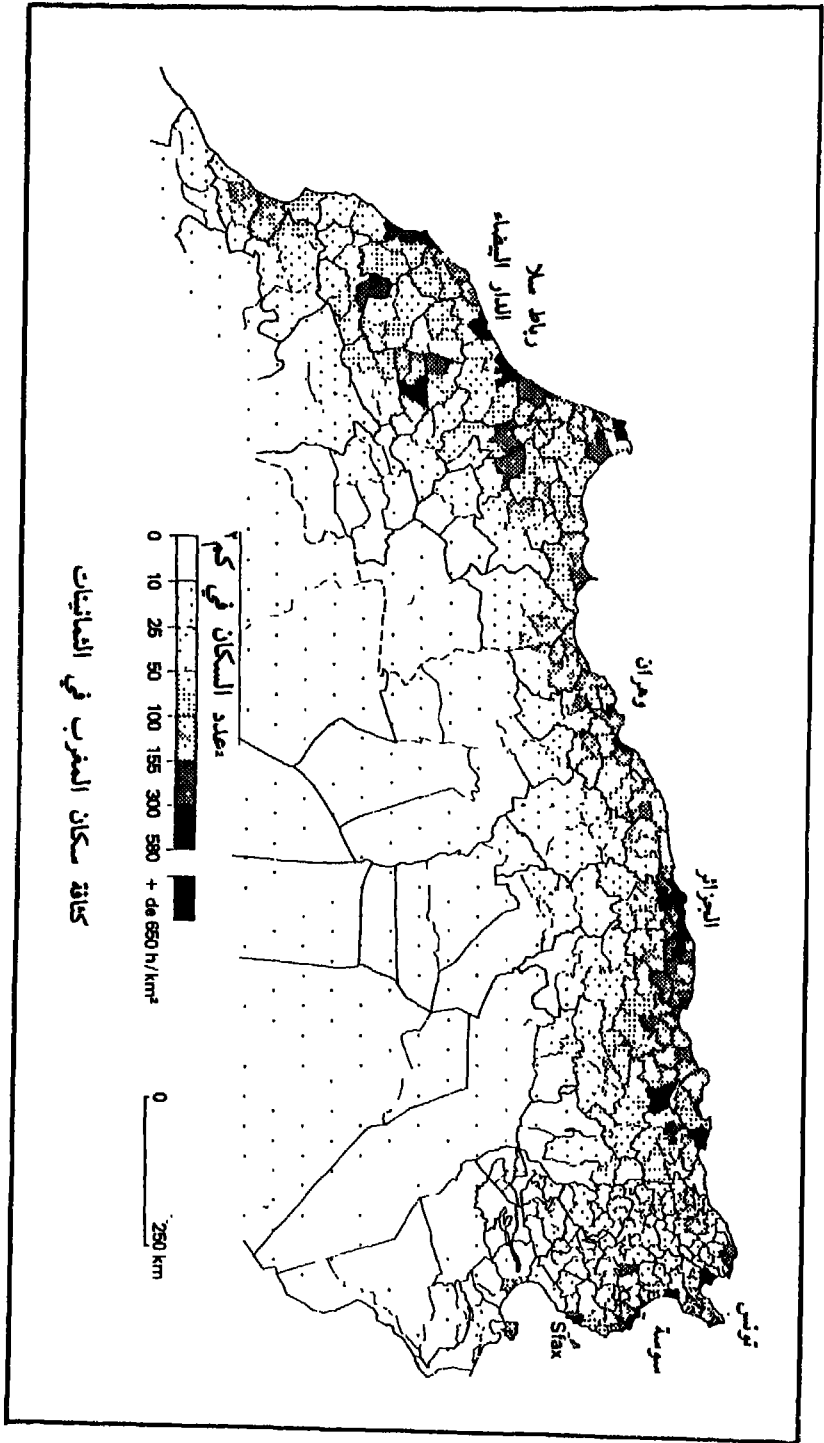 رباط سلا
الدار البيضاء
وهران
الجزائر
تونس
سوسة
Sfax
عدد السكان في كم²
0 10 25 50 100 155 300 580 + de 650 h/km²
0 250 km
كثافة سكان المغرب في الثمانينات